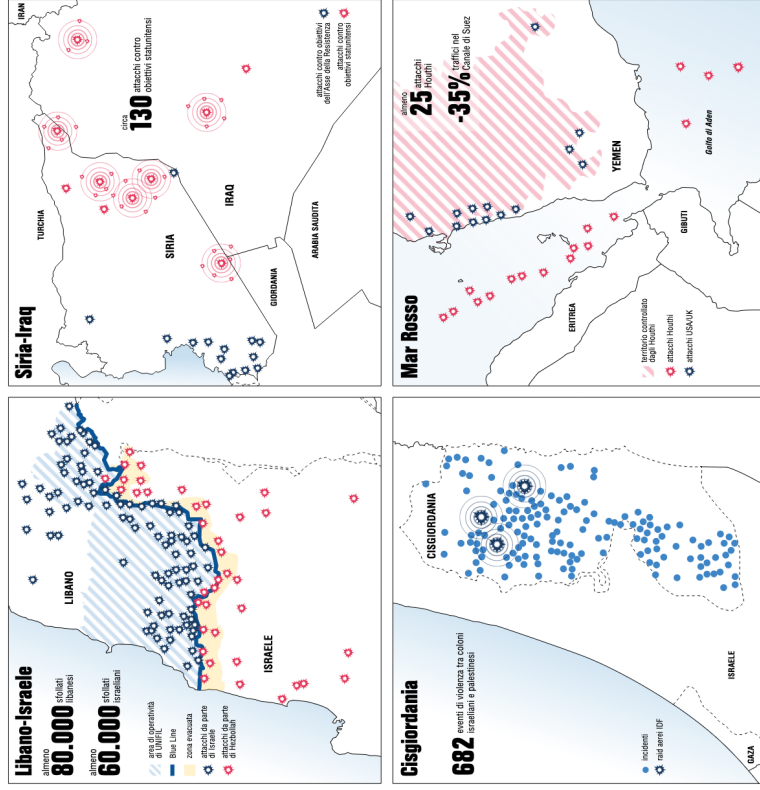 Libano-Israele
almeno
80.000 sfollati
libanesi
almeno
60.000 sfollati
israeliani
area di operatività
di UNIFIL
Blue Line
zona evacuata
attacchi da parte
di Israele
attacchi da parte
di Hezbollah
LIBANO
ISRAELE
Siria-Iraq
IRAN
TURCHIA
SIRIA
IRAQ
GIORDANIA
ARABIA SAUDITA
circa
130 attacchi contro
obiettivi statunitensi
attacchi contro obiettivi
dell'Asse della Resistenza
attacchi contro
obiettivi statunitensi
Cisgiordania
682 eventi di violenza tra coloni
israeliani e palestinesi
incidenti
raid aerei IDF
CISGIORDANIA
ISRAELE
GAZA
Mar Rosso
almeno
25 attacchi
Houthi
-35% traffici nel
Canale di Suez
YEMEN
Golfo di Aden
GIBUTI
ERITREA
territorio controllato
dagli Houthi
attacchi Houthi
attacchi USA/UK